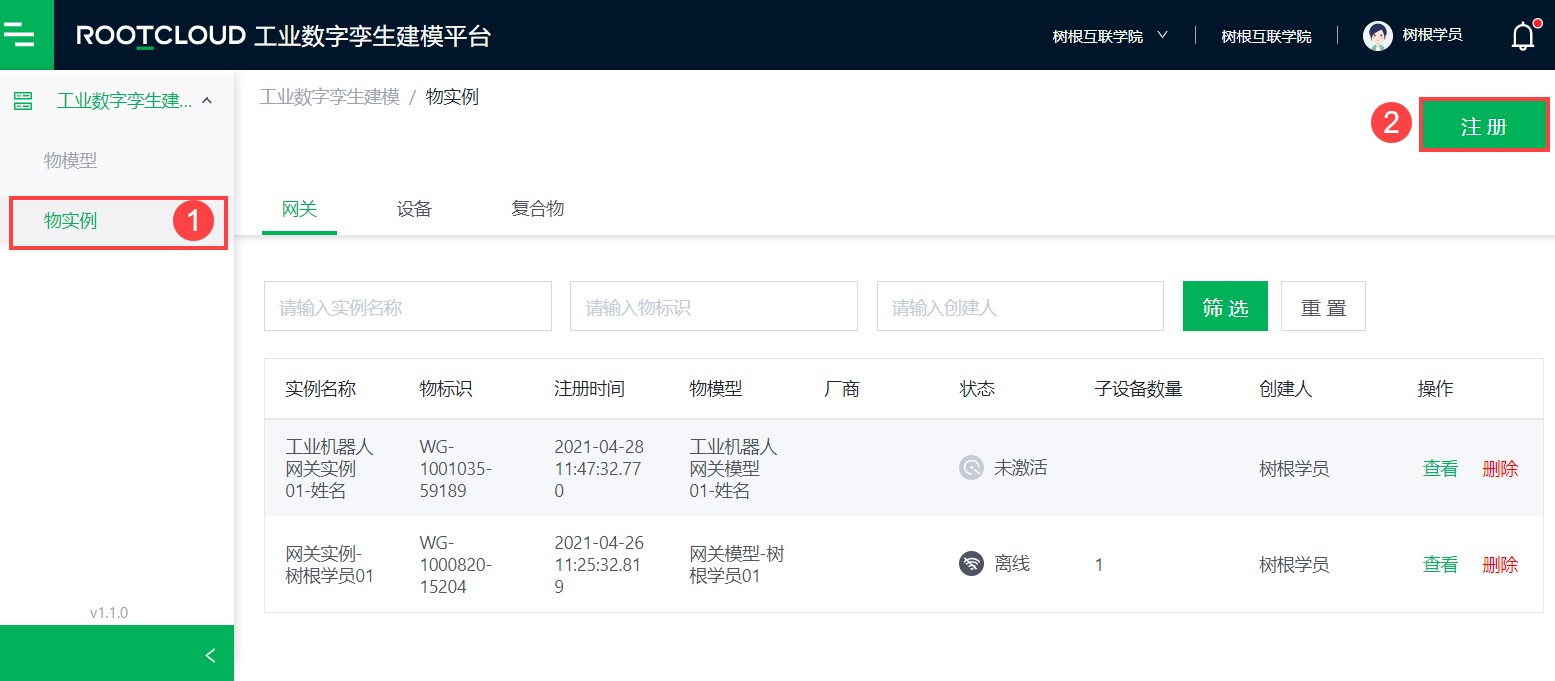 ROOTCLOUD 工业数字孪生建模平台
树根互联学院
树根互联学院
树根学员
工业数字孪生建...
物模型
物实例
1
v1.1.0
工业数字孪生建模 / 物实例
2
注 册
网关
设备
复合物
请输入实例名称
请输入物标识
请输入创建人
筛 选
重 置
实例名称
物标识
注册时间
物模型
厂商
状态
子设备数量
创建人
操作
工业机器人
网关实例
01-姓名
WG-
1001035-
59189
2021-04-28
11:47:32.77
0
工业机器人
网关模型
01-姓名
未激活
树根学员
查看
删除
网关实例-
树根学员01
WG-
1000820-
15204
2021-04-26
11:25:32.81
9
网关模型-树
根学员01
离线
1
树根学员
查看
删除